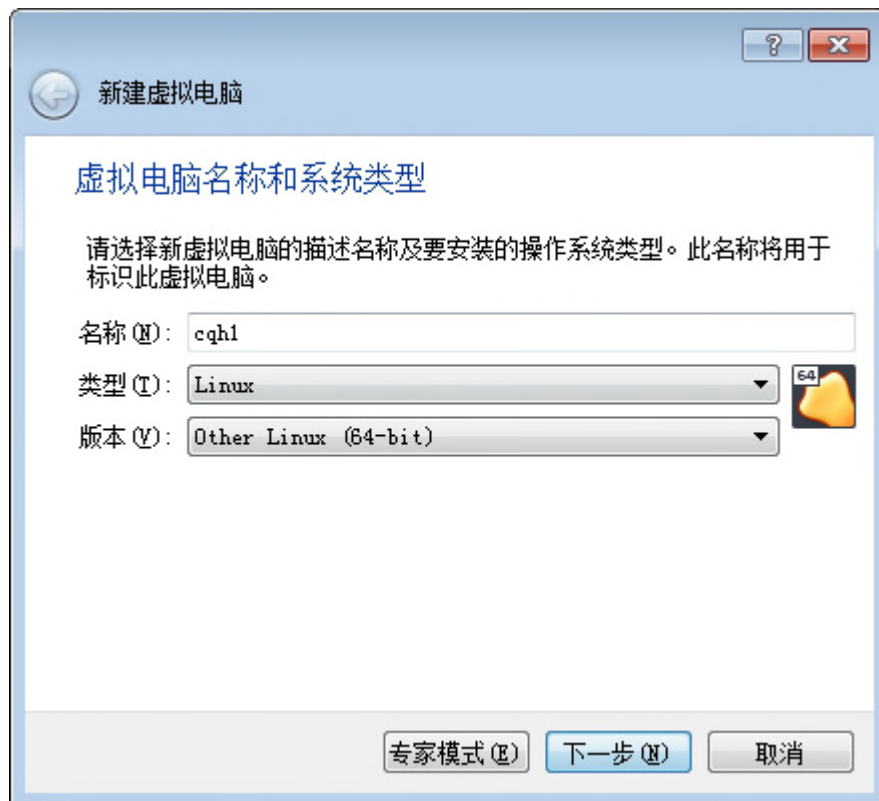 ?
新建虚拟电脑
虚拟电脑名称和系统类型
请选择新虚拟电脑的描述名称及要安装的操作系统类型。此名称将用于
标识此虚拟电脑。
名称(N): cqh1
类型(T): Linux
64
版本(V): Other Linux (64-bit)
专家模式(E) 下一步(N) 取消